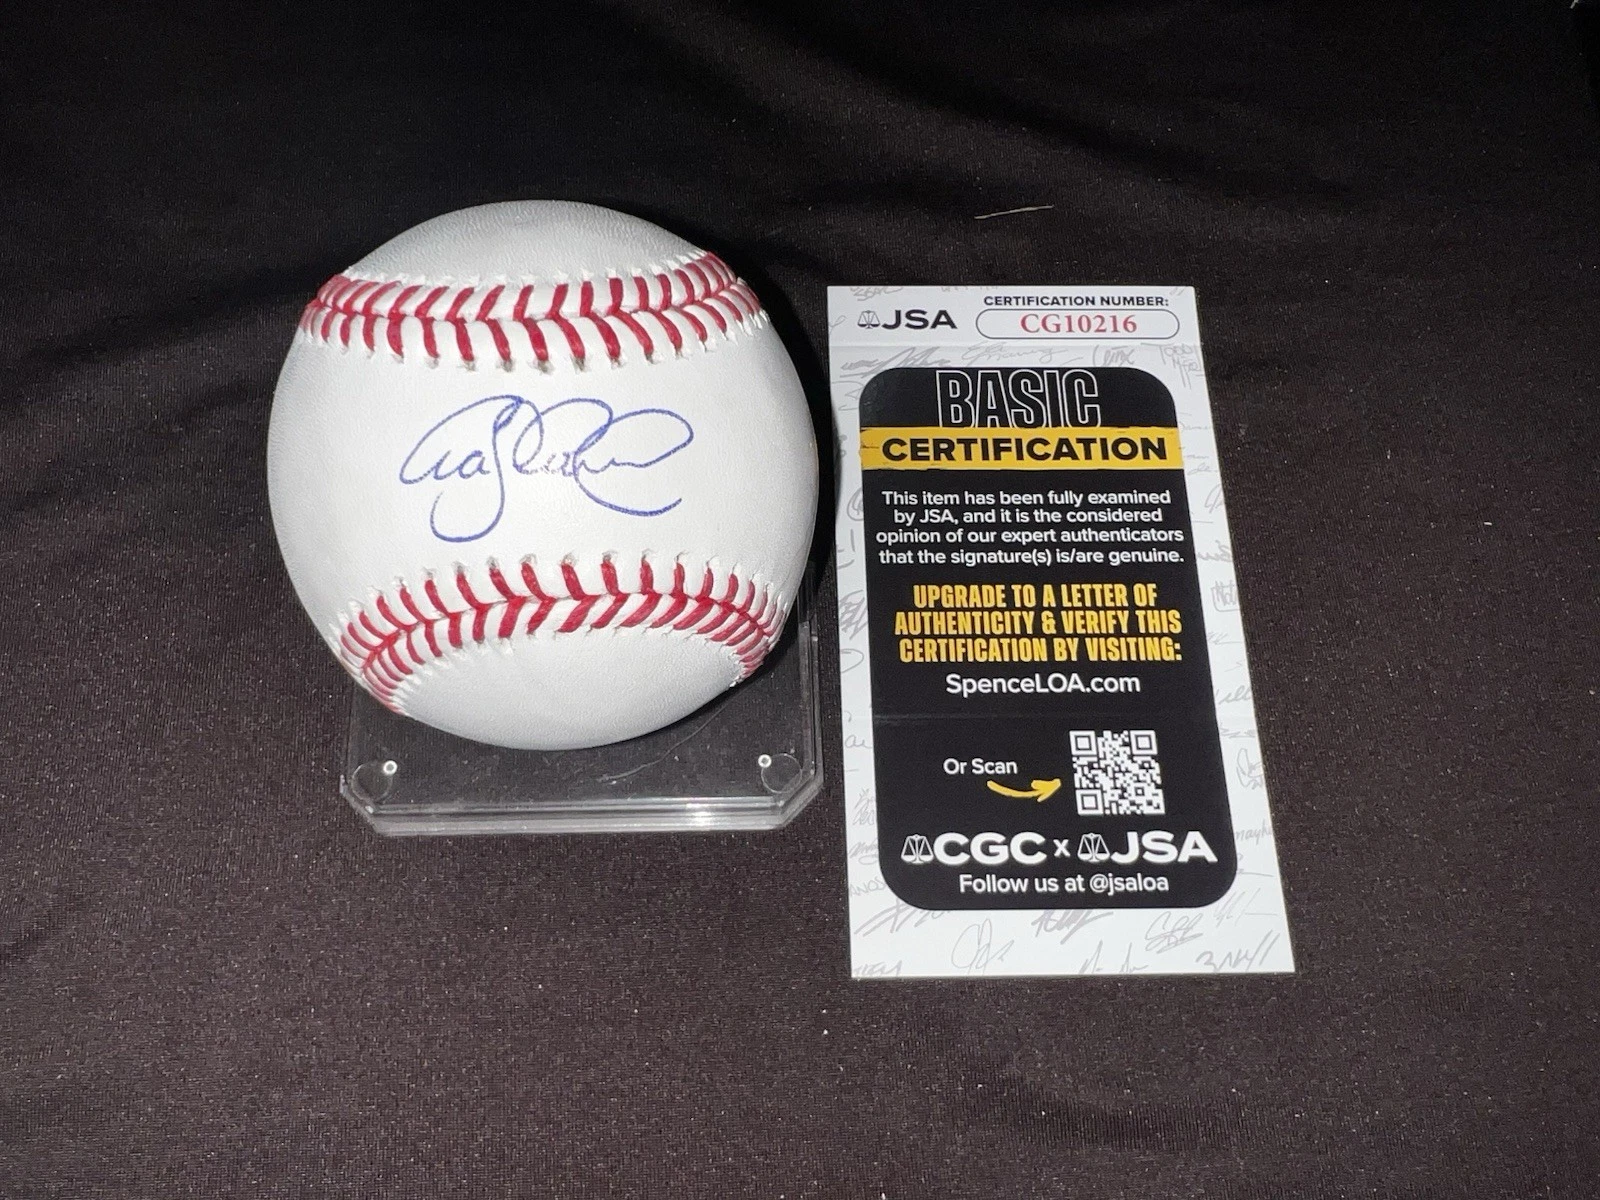 JSA
CERTIFICATION NUMBER:
CG10216
BASIC
CERTIFICATION
This item has been fully examined
by JSA, and it is the considered
opinion of our expert authenticators
that the signature(s) is/are genuine.
UPGRADE TO A LETTER OF
AUTHENTICITY & VERIFY THIS
CERTIFICATION BY VISITING:
SpenceLOA.com
Or Scan
CGC x JSA
Follow us at @jsaloa